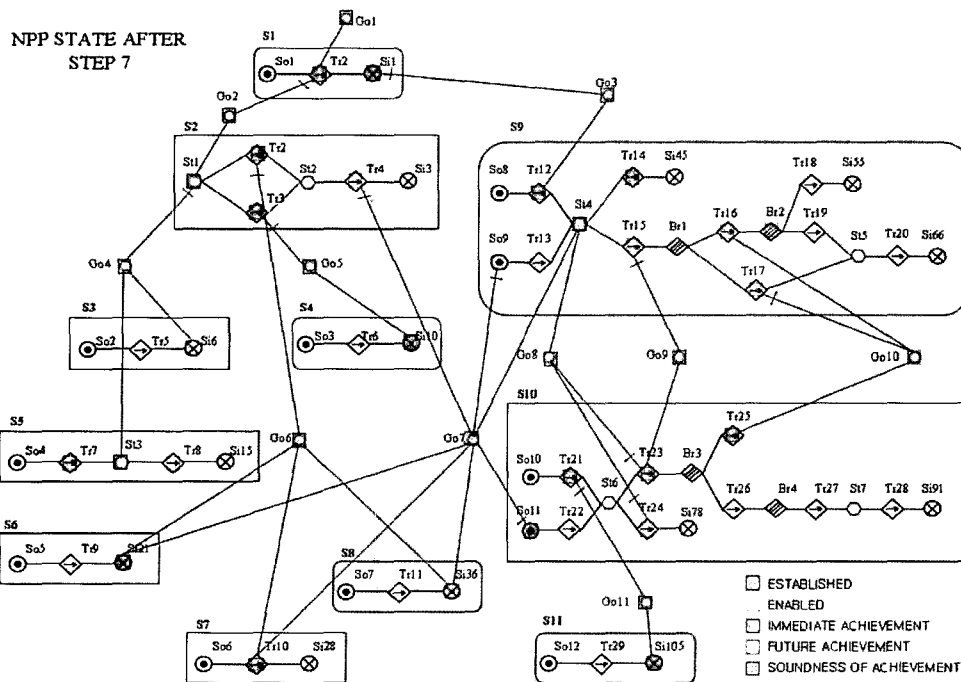 NPP STATE AFTER
STEP 7
Go1
S1
So1 Tr2 Si1
Go2
Go3
S2
St1 Tr2 St2 Tr4 Si3
Tr3
S9
So8 Tr12 Tr14 Si45
Tr18 Si55
So9 Tr13 St4 Tr15 Br1 Tr16 Br2 Tr19
St5 Tr20 Si66
Tr17
Go4
Go5
S3
So2 Tr5 Si6
S4
So3 Tr6 Si10
Go8
Go9
Go10
S5
So4 Tr7 St3 Tr8 Si15
Go6
Go7
S10
So10 Tr21 Tr23 Br3 Tr25
St6
So11 Tr22 Tr24 Si78
Tr26 Br4 Tr27 St7 Tr28 Si91
S6
So5 Tr9 Si21
S8
So7 Tr11 Si36
S7
So6 Tr10 Si28
Go11
S11
So12 Tr29 Si105
ESTABLISHED
ENABLED
IMMEDIATE ACHIEVEMENT
FUTURE ACHIEVEMENT
SOUNDNESS OF ACHIEVEMENT